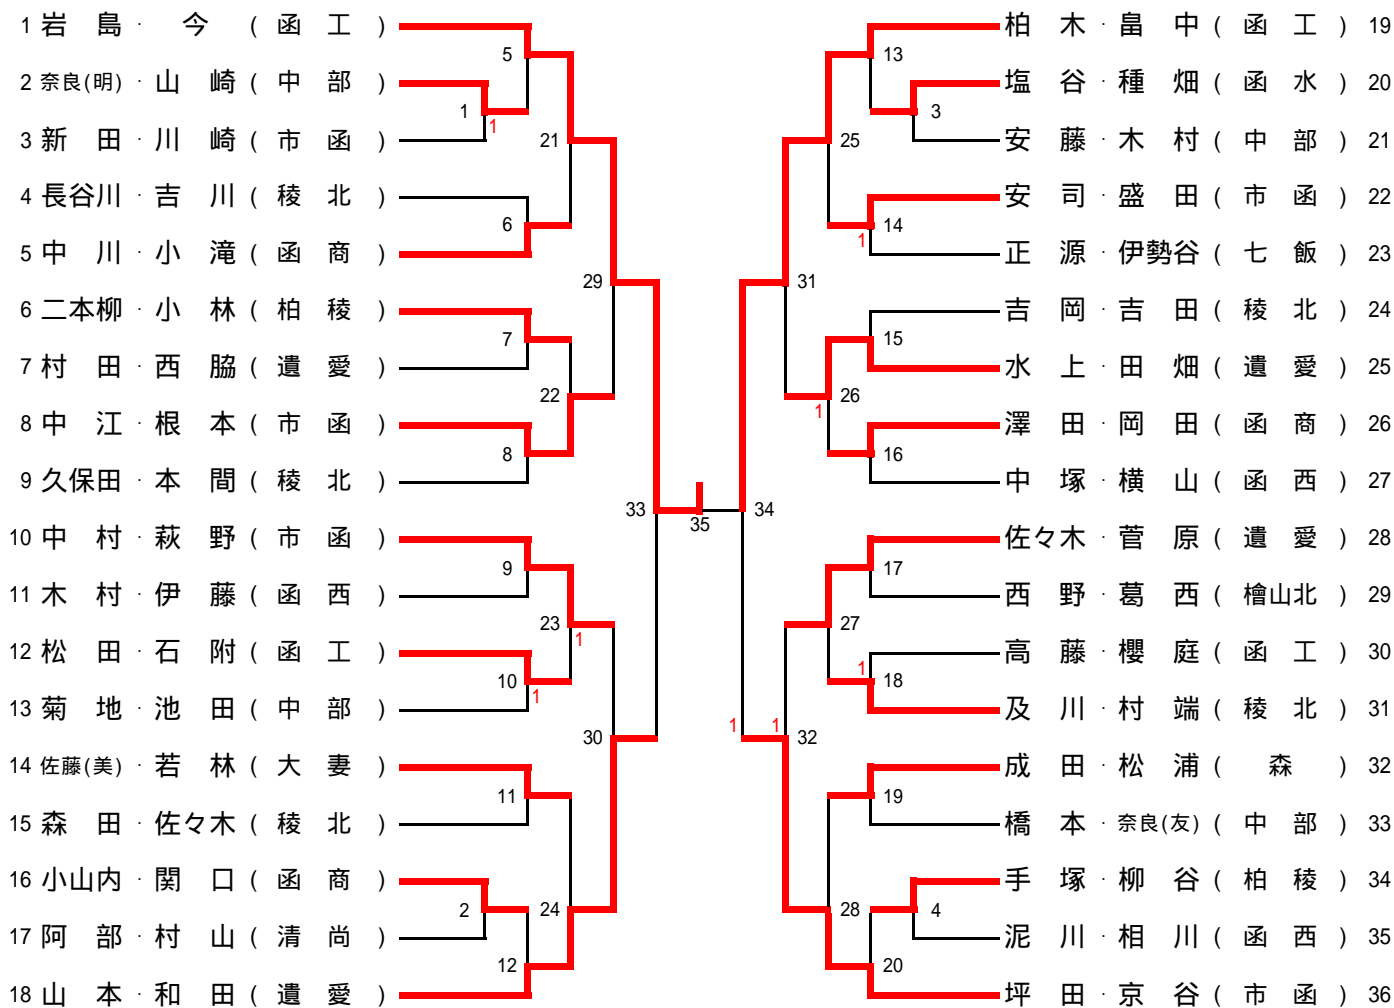 1 岩島・今 (函工)
2 奈良(明)・山崎 (中部)
3 新田・川崎 (市函)
4 長谷川・吉川 (稜北)
5 中川・小滝 (函商)
6 二本柳・小林 (柏稜)
7 村田・西脇 (遺愛)
8 中江・根本 (市函)
9 久保田・本間 (稜北)
10 中村・萩野 (市函)
11 木村・伊藤 (函西)
12 松田・石附 (函工)
13 菊地・池田 (中部)
14 佐藤(美)・若林 (大妻)
15 森田・佐々木 (稜北)
16 小山内・関口 (函商)
17 阿部・村山 (清尚)
18 山本・和田 (遺愛)
5
1
1
21
6
29
7
22
8
33
9
23
1
10
1
30
11
2
24
12
35
13
3
25
14
1
31
15
26
1
16
34
17
27
1
18
1
1
32
19
28
4
20
柏木・畠中 (函工) 19
塩谷・種畑 (函水) 20
安藤・木村 (中部) 21
安司・盛田 (市函) 22
正源・伊勢谷 (七飯) 23
吉岡・吉田 (稜北) 24
水上・田畑 (遺愛) 25
澤田・岡田 (函商) 26
中塚・横山 (函西) 27
佐々木・菅原 (遺愛) 28
西野・葛西 (檜山北) 29
高藤・櫻庭 (函工) 30
及川・村端 (稜北) 31
成田・松浦 (森) 32
橋本・奈良(友) (中部) 33
手塚・柳谷 (柏稜) 34
泥川・相川 (函西) 35
坪田・京谷 (市函) 36